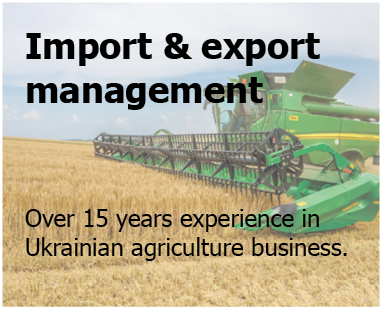 Import & export
management
Over 15 years experience in
Ukrainian agriculture business.